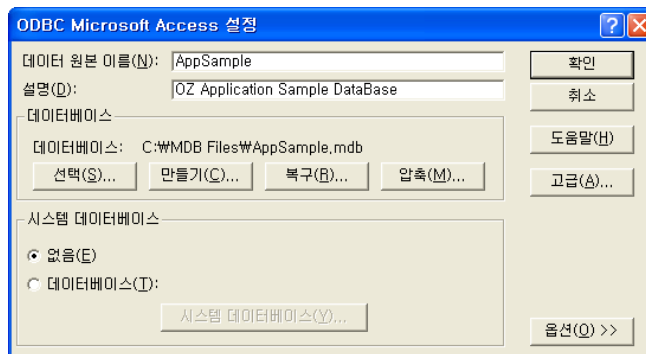 ODBC Microsoft Access 설정
데이터 원본 이름(N): AppSample
설명(D): OZ Application Sample DataBase
데이터베이스
데이터베이스: C:₩MDB Files₩AppSample.mdb
선택(S)... 만들기(C)... 복구(R)... 압축(M)...
시스템 데이터베이스
없음(E)
데이터베이스(T):
시스템 데이터베이스(Y)...
확인
취소
도움말(H)
고급(A)...
옵션(O) >>